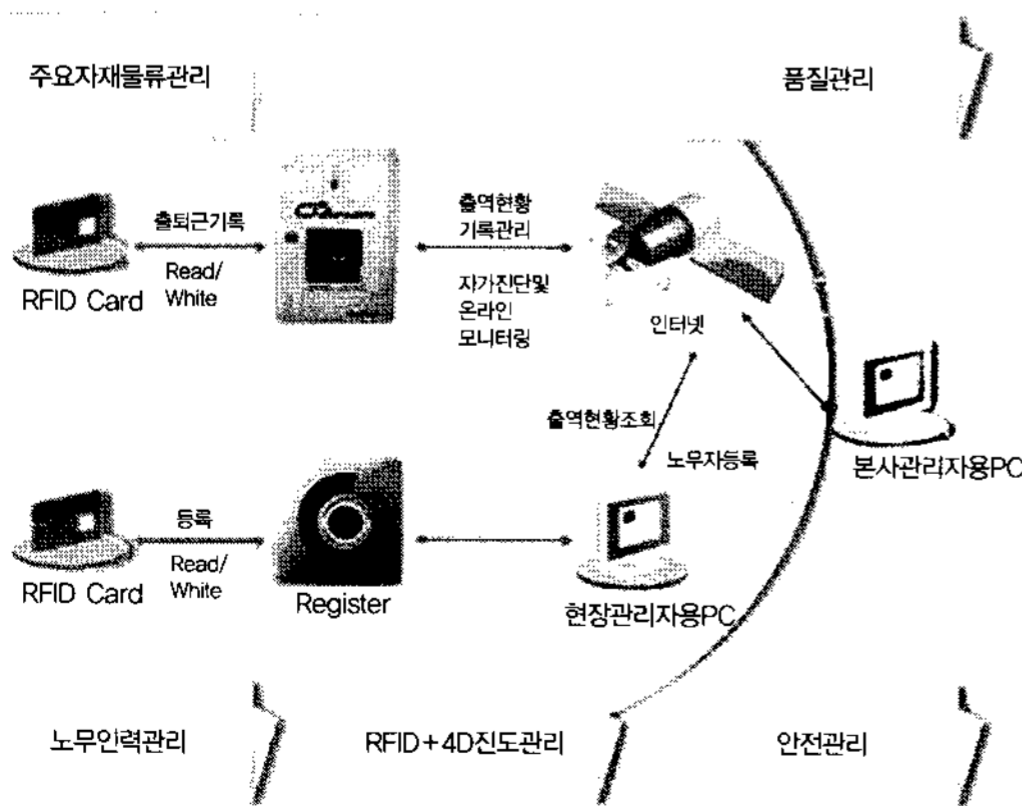 주요자재물류관리
품질관리
출퇴근기록
Read/
White
RFID Card
출역현황
기록관리
자가진단및
온라인
모니터링
인터넷
출역현황조회
노무자등록
본사관리자용PC
등록
Read/
White
RFID Card
Register
현장관리자용PC
노무인력관리
RFID+4D진도관리
안전관리